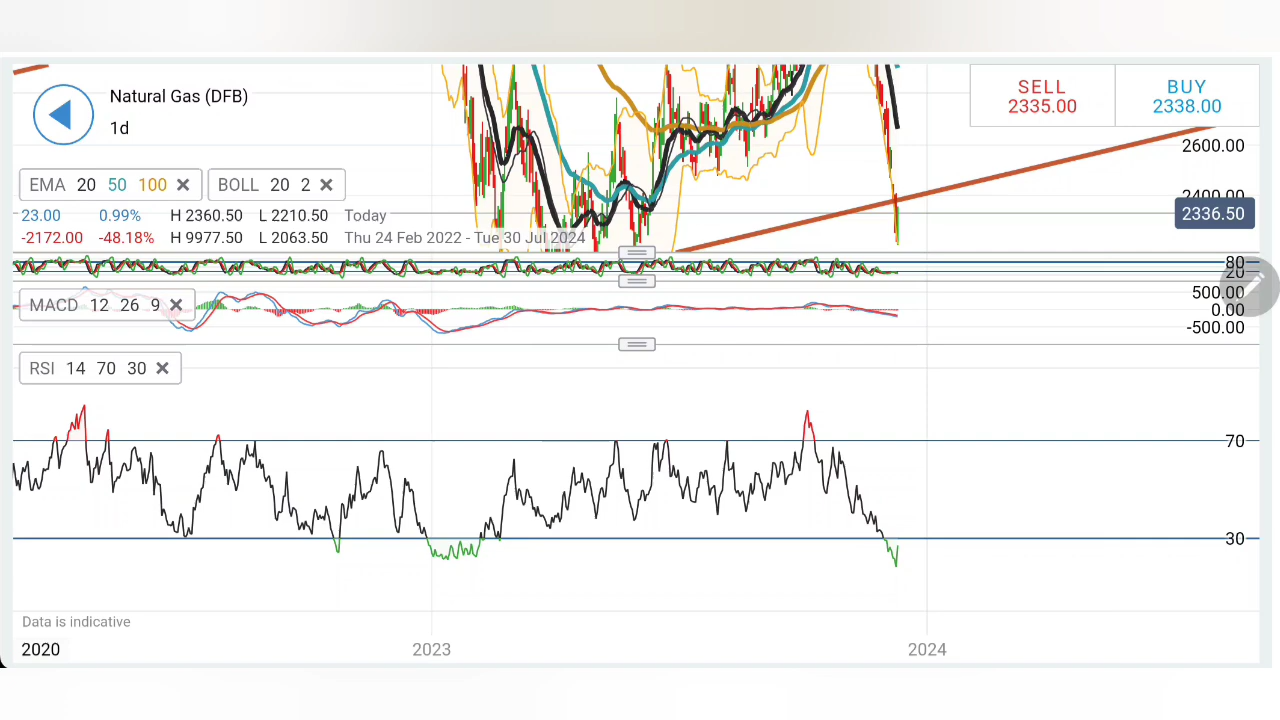 Natural Gas (DFB)
1d
SELL
2335.00
BUY
2338.00
2600.00
EMA 20 50 100
BOLL 20 2
2400.00
23.00 0.99% H 2360.50 L 2210.50 Today
2336.50
-2172.00 -48.18% H 9977.50 L 2063.50 Thu 24 Feb 2022 - Tue 30 Jul 2024
80
20
500.00
MACD 12 26 9
0.00
-500.00
RSI 14 70 30
70
30
Data is indicative
2020 2023 2024